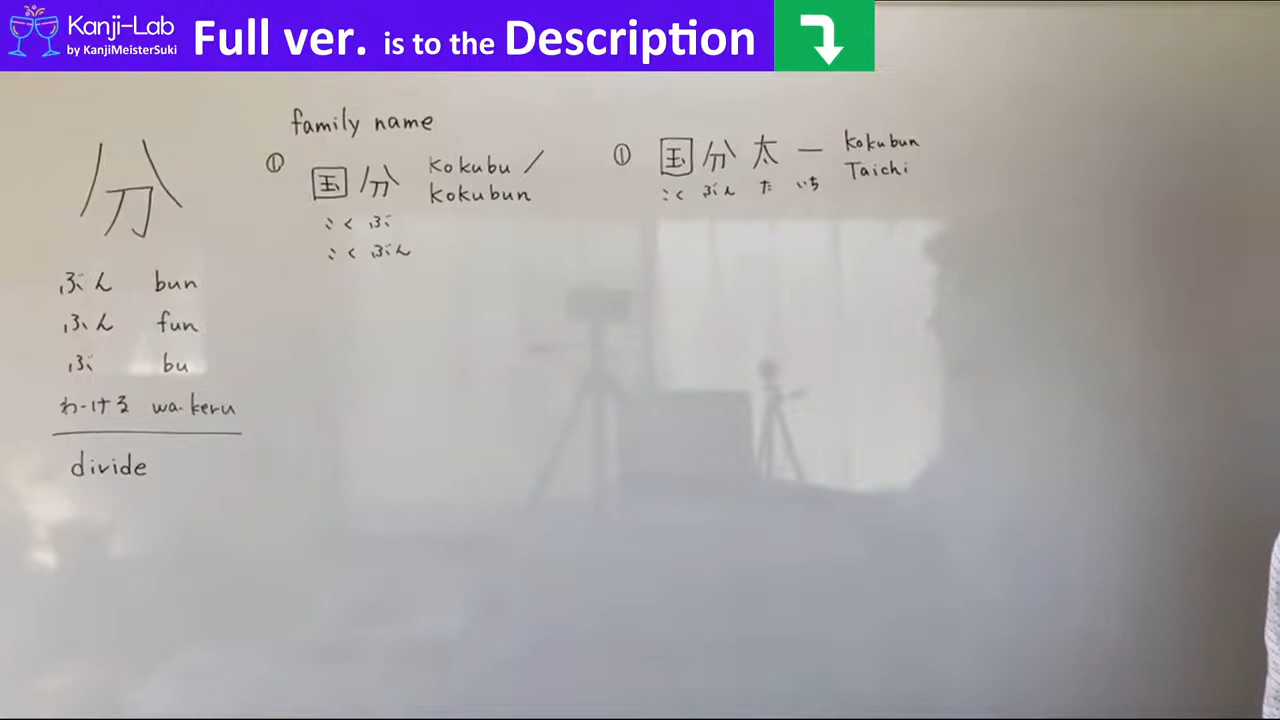 Kanji-Lab
by KanjiMeisterSuki
Full ver. is to the Description
分
ぶん bun
ふん fun
ぶ bu
わ-ける wa-keru
divide
family name
① 国分 Kokubu /
Kokubun
こくぶ
こくぶん
① 国分太一 Kokubun
Taichi
こく ぶん た いち